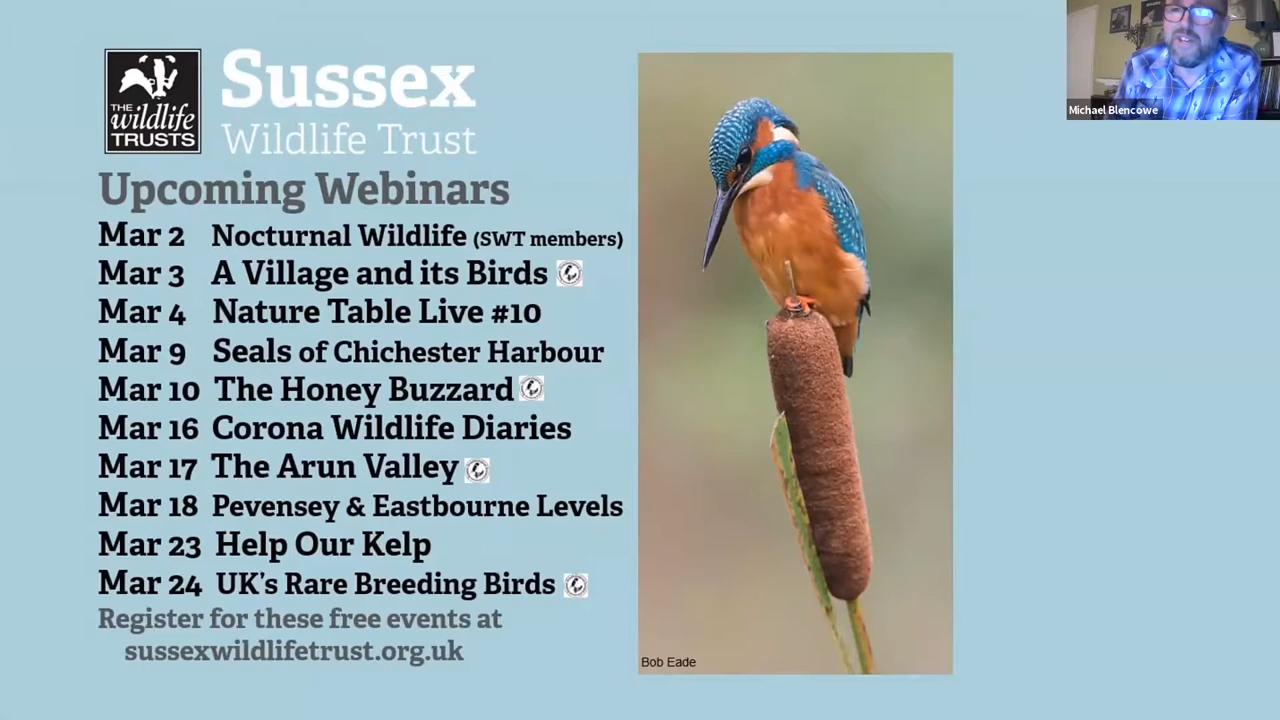 THE
wildlife
TRUSTS
Sussex
Wildlife Trust
Upcoming Webinars
Mar 2 Nocturnal Wildlife (SWT members)
Mar 3 A Village and its Birds
Mar 4 Nature Table Live #10
Mar 9 Seals of Chichester Harbour
Mar 10 The Honey Buzzard
Mar 16 Corona Wildlife Diaries
Mar 17 The Arun Valley
Mar 18 Pevensey & Eastbourne Levels
Mar 23 Help Our Kelp
Mar 24 UK's Rare Breeding Birds
Register for these free events at
sussexwildlifetrust.org.uk
Bob Eade
Michael Blencowe